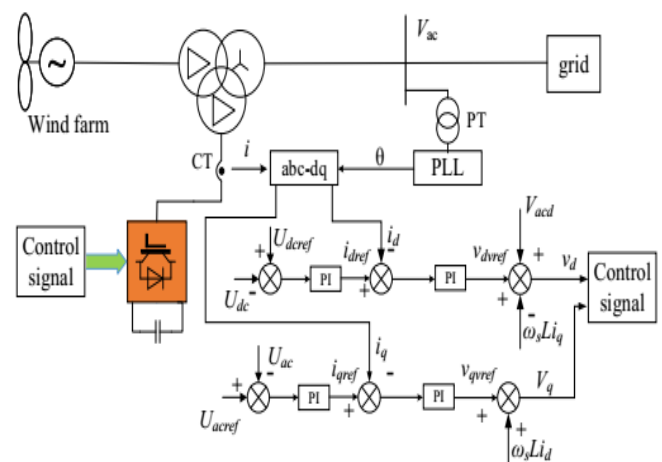 V_ac
grid
Wind farm
PT
CT
i
abc-dq
θ
PLL
Control
signal
V_acd
U_dcref
i_dref
i_d
v_dvref
v_d
PI
PI
Control
signal
U_dc
ω_sLi_q
U_ac
i_q
i_qref
v_qvref
V_q
PI
PI
U_acref
ω_sLi_d